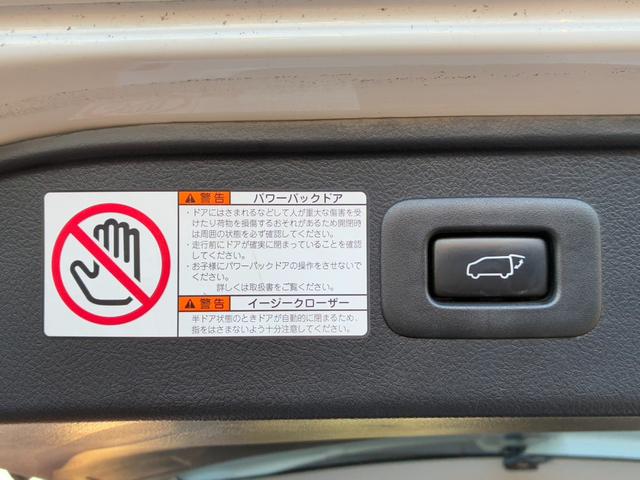 警告 パワーバックドア
・ドアにはさまれるなどして人が重大な傷害を受
けたり荷物を損傷するおそれがあるため開閉時
は周囲の状態を必ず確認してください。
・走行前にドアが確実に閉まっていることを確認
してください。
・お子様にパワーバックドアの操作をさせないで
ください。
詳しくは取扱書をご覧ください。
警告 イージークローザー
半ドア状態のときドアが自動的に閉まるため、
指をはさまないよう十分注意してください。